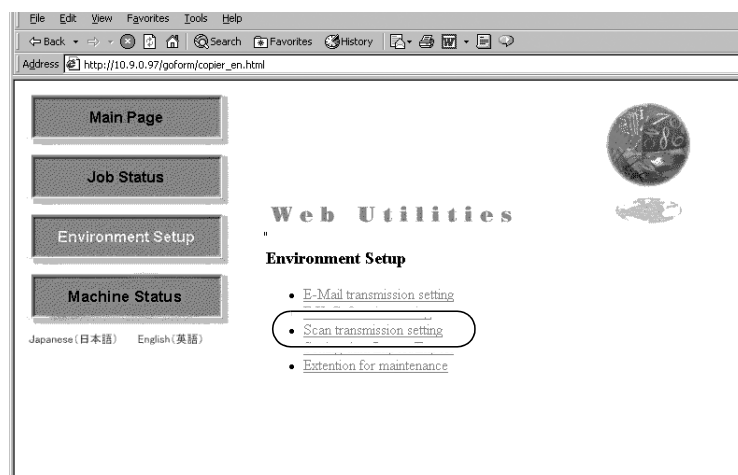 File Edit View Favorites Tools Help
Back Search Favorites History
Address http://10.9.0.97/goform/copier_en.html
Main Page
Job Status
Web Utilities
"
Environment Setup
Environment Setup
E-Mail transmission setting
Machine Status
Scan transmission setting
Japanese(日本語) English(英語)
Extention for maintenance